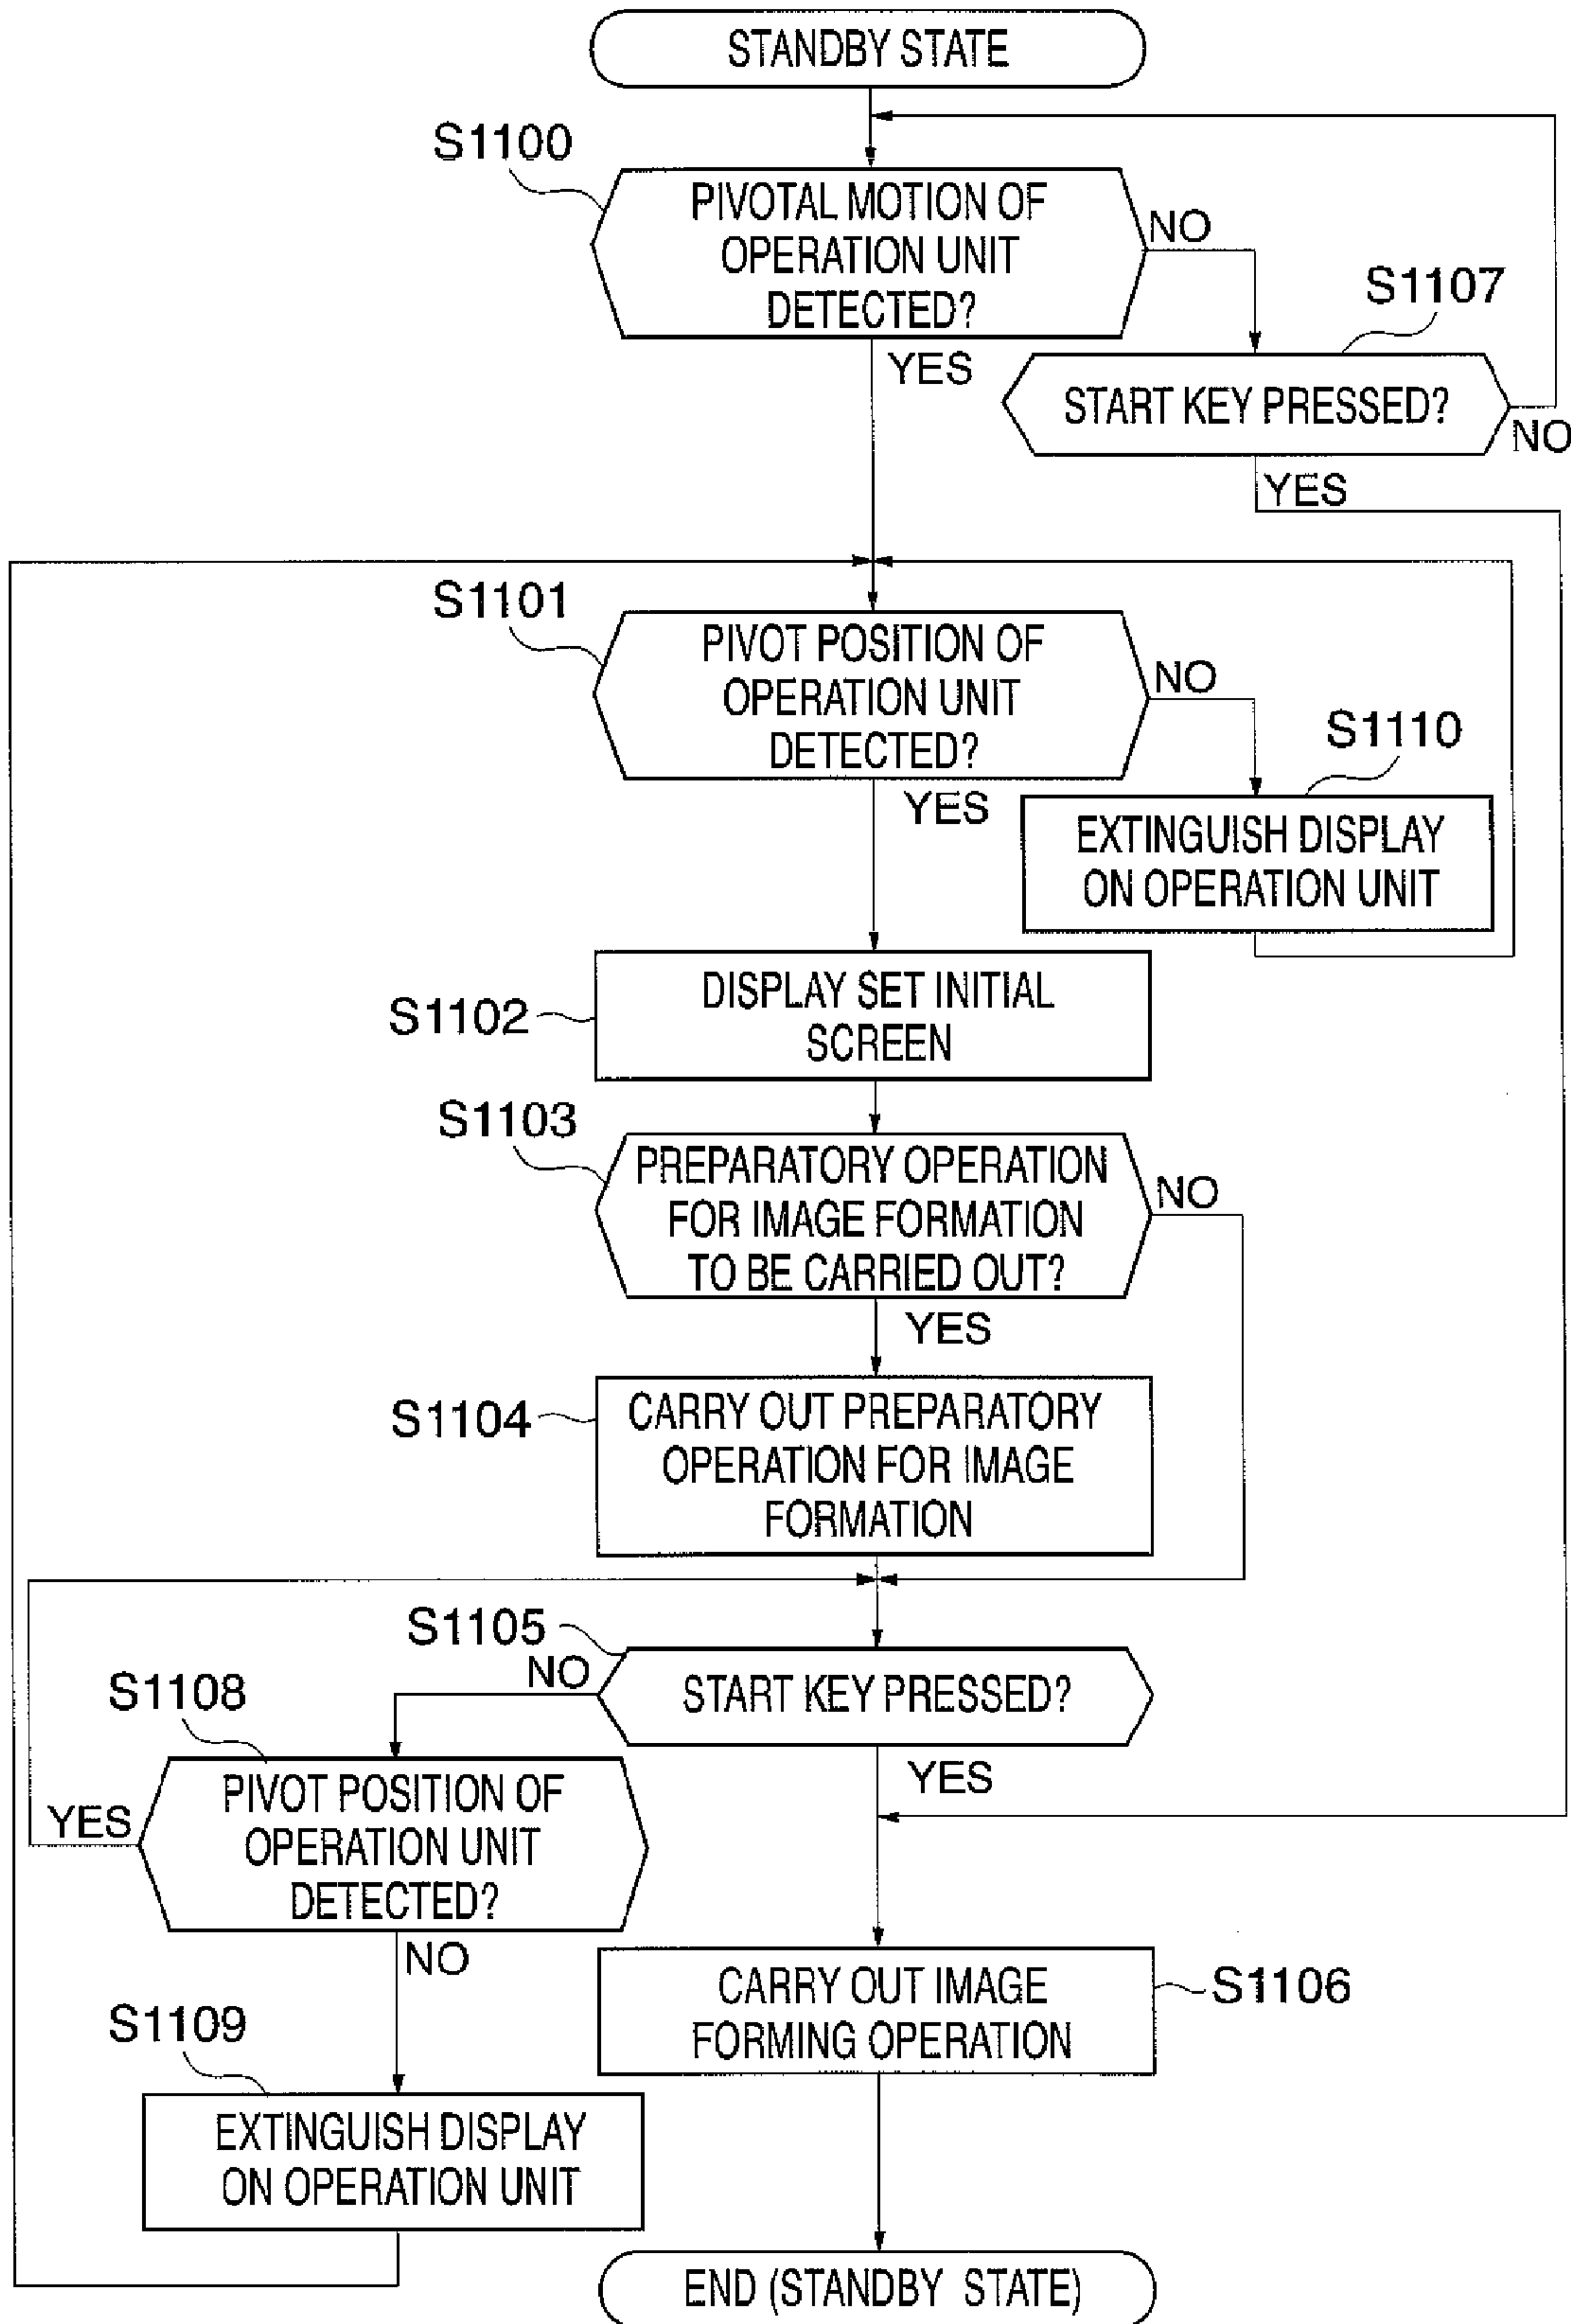 STANDBY STATE
S1100
PIVOTAL MOTION OF
OPERATION UNIT
DETECTED?
NO
YES
S1107
START KEY PRESSED?
NO
YES
S1101
PIVOT POSITION OF
OPERATION UNIT
DETECTED?
NO
YES
S1110
EXTINGUISH DISPLAY
ON OPERATION UNIT
S1102
DISPLAY SET INITIAL
SCREEN
S1103
PREPARATORY OPERATION
FOR IMAGE FORMATION
TO BE CARRIED OUT?
NO
YES
S1104
CARRY OUT PREPARATORY
OPERATION FOR IMAGE
FORMATION
S1105
START KEY PRESSED?
NO
YES
S1108
PIVOT POSITION OF
OPERATION UNIT
DETECTED?
YES
NO
S1109
EXTINGUISH DISPLAY
ON OPERATION UNIT
CARRY OUT IMAGE
FORMING OPERATION
S1106
END (STANDBY STATE)